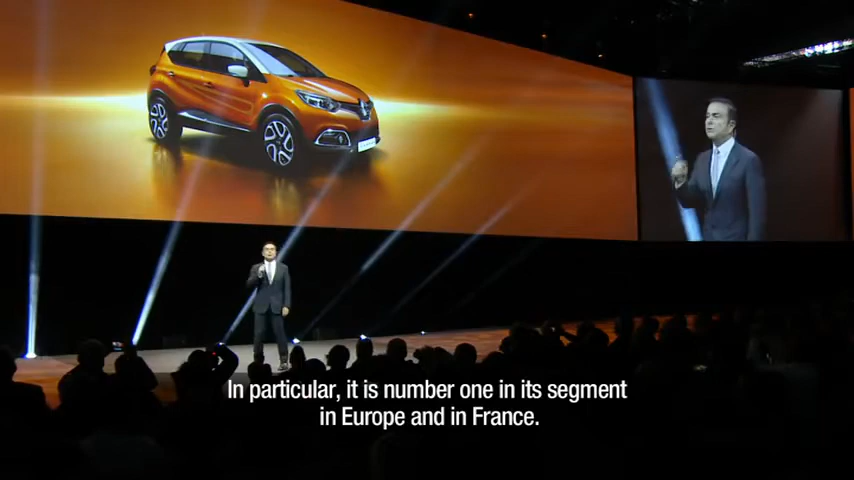 In particular, it is number one in its segment
in Europe and in France.